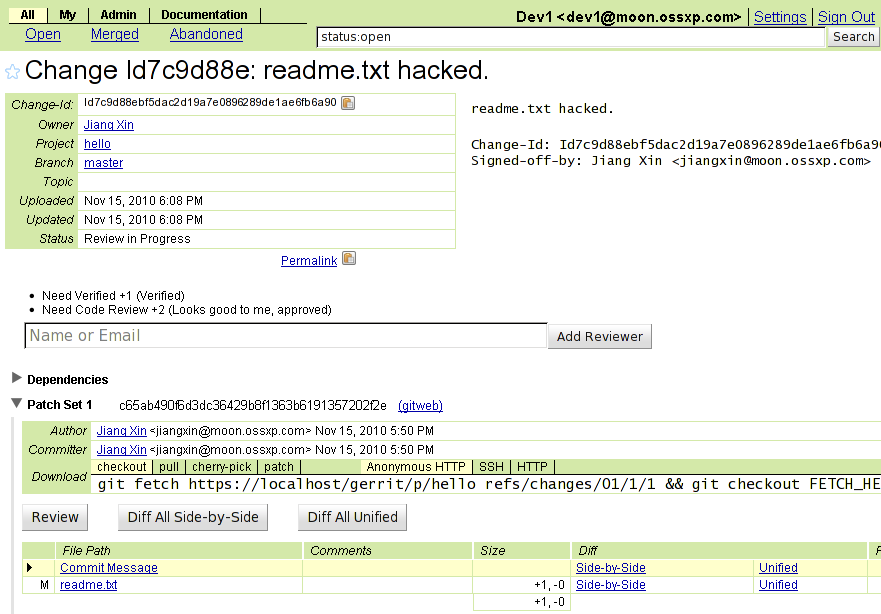 All My Admin Documentation Dev1 <dev1@moon.ossxp.com> Settings Sign Out
Open Merged Abandoned status:open Search
Change Id7c9d88e: readme.txt hacked.
Change-Id: Id7c9d88ebf5dac2d19a7e0896289de1ae6fb6a90
Owner Jiang Xin
Project hello
Branch master
Topic
Uploaded Nov 15, 2010 6:08 PM
Updated Nov 15, 2010 6:08 PM
Status Review in Progress
Permalink
readme.txt hacked.
Change-Id: Id7c9d88ebf5dac2d19a7e0896289de1ae6fb6a90
Signed-off-by: Jiang Xin <jiangxin@moon.ossxp.com>
Need Verified +1 (Verified)
Need Code Review +2 (Looks good to me, approved)
Name or Email Add Reviewer
Dependencies
Patch Set 1 c65ab490f6d3dc36429b8f1363b6191357202f2e (gitweb)
Author Jiang Xin <jiangxin@moon.ossxp.com> Nov 15, 2010 5:50 PM
Committer Jiang Xin <jiangxin@moon.ossxp.com> Nov 15, 2010 5:50 PM
Download checkout pull cherry-pick patch Anonymous HTTP SSH HTTP
git fetch https://localhost/gerrit/p/hello refs/changes/01/1/1 && git checkout FETCH_HE
Review Diff All Side-by-Side Diff All Unified
File Path Comments Size Diff
Commit Message Side-by-Side Unified
M readme.txt +1, -0 Side-by-Side Unified
+1, -0